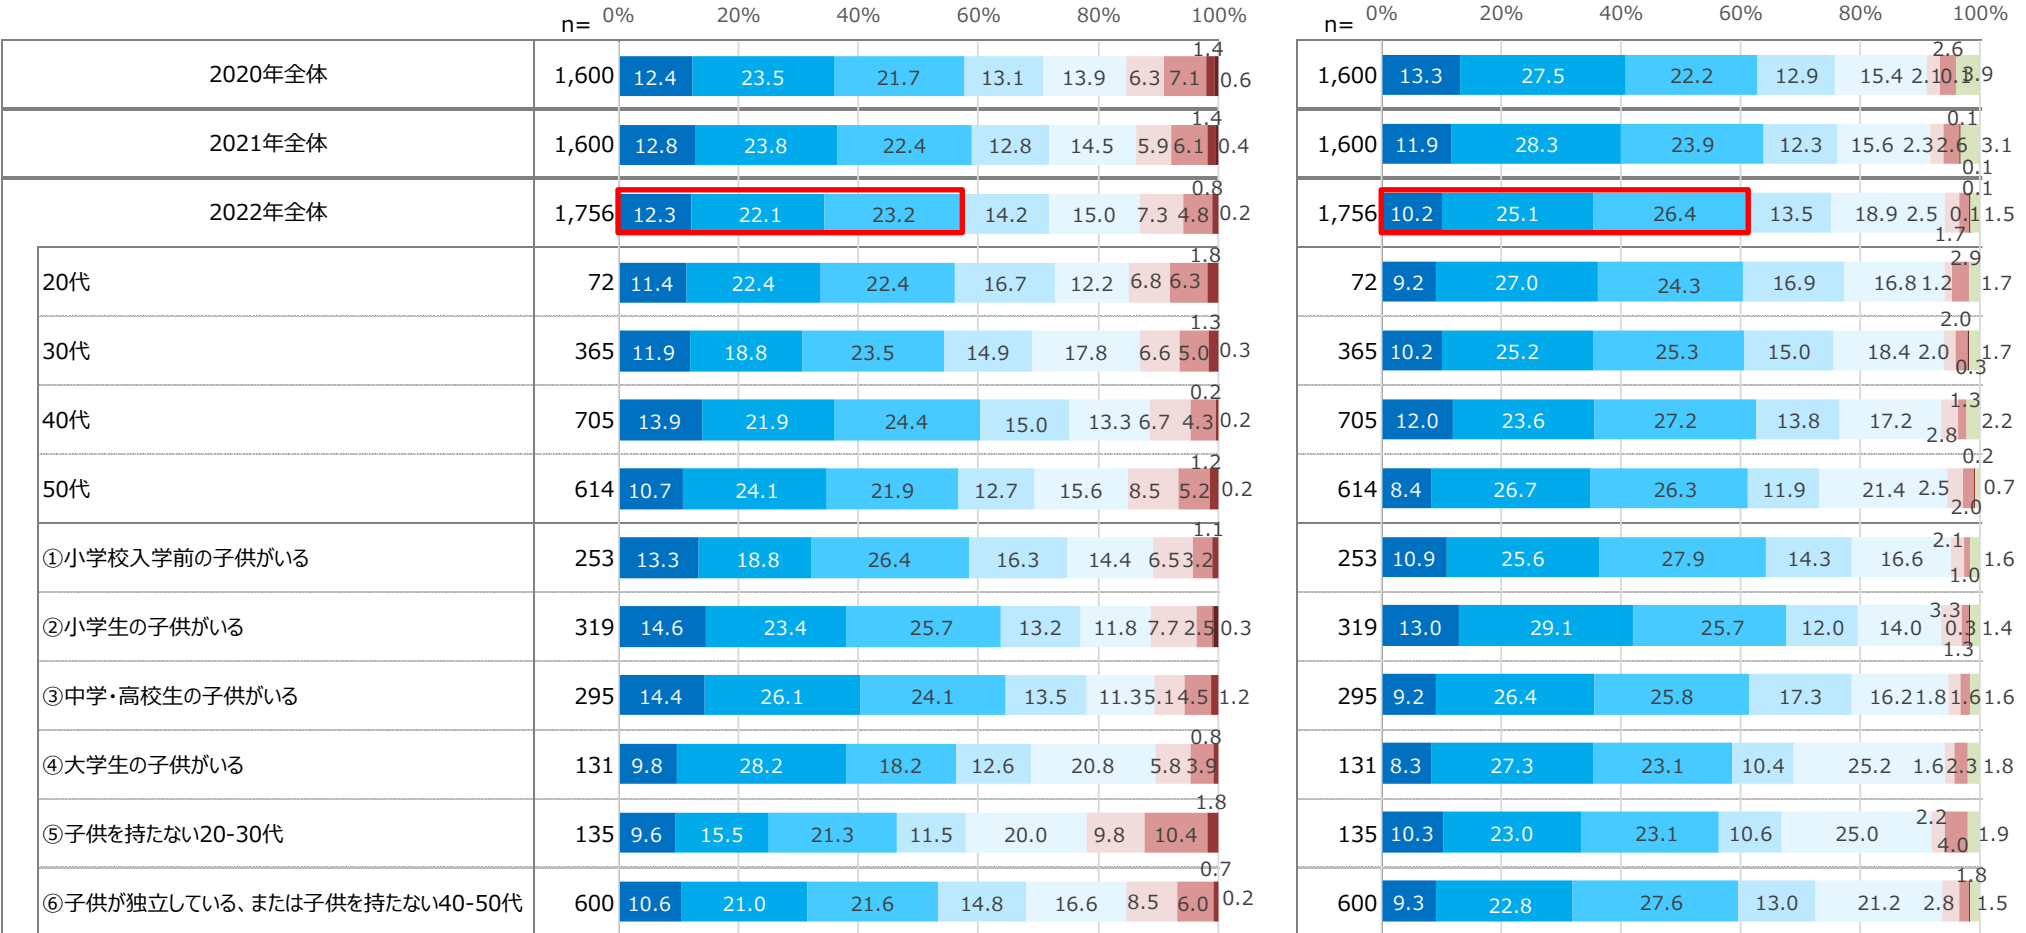 n= 0% 20% 40% 60% 80% 100% n= 0% 20% 40% 60% 80% 100%
2020年全体 1,600 12.4 23.5 21.7 13.1 13.9 6.3 7.1 1.4 0.6 1,600 13.3 27.5 22.2 12.9 15.4 2.1 2.6 0.1 3.9
2021年全体 1,600 12.8 23.8 22.4 12.8 14.5 5.9 6.1 1.4 0.4 1,600 11.9 28.3 23.9 12.3 15.6 2.3 2.6 0.1 0.1 3.1
2022年全体 1,756 12.3 22.1 23.2 14.2 15.0 7.3 4.8 0.8 0.2 1,756 10.2 25.1 26.4 13.5 18.9 2.5 1.7 0.1 0.1 1.5
20代 72 11.4 22.4 22.4 16.7 12.2 6.8 6.3 1.8 72 9.2 27.0 24.3 16.9 16.8 1.2 2.9 1.7
30代 365 11.9 18.8 23.5 14.9 17.8 6.6 5.0 1.3 0.3 365 10.2 25.2 25.3 15.0 18.4 2.0 2.0 0.3 1.7
40代 705 13.9 21.9 24.4 15.0 13.3 6.7 4.3 0.2 0.2 705 12.0 23.6 27.2 13.8 17.2 2.8 1.3 2.2
50代 614 10.7 24.1 21.9 12.7 15.6 8.5 5.2 1.2 0.2 614 8.4 26.7 26.3 11.9 21.4 2.5 2.0 0.2 0.7
①小学校入学前の子供がいる 253 13.3 18.8 26.4 16.3 14.4 6.5 3.2 1.1 253 10.9 25.6 27.9 14.3 16.6 2.1 1.0 1.6
②小学生の子供がいる 319 14.6 23.4 25.7 13.2 11.8 7.7 2.5 0.3 319 13.0 29.1 25.7 12.0 14.0 3.3 1.3 0.3 1.4
③中学・高校生の子供がいる 295 14.4 26.1 24.1 13.5 11.3 5.1 4.5 1.2 295 9.2 26.4 25.8 17.3 16.2 1.8 1.6 1.6
④大学生の子供がいる 131 9.8 28.2 18.2 12.6 20.8 5.8 3.9 0.8 131 8.3 27.3 23.1 10.4 25.2 1.6 2.3 1.8
⑤子供を持たない20-30代 135 9.6 15.5 21.3 11.5 20.0 9.8 10.4 1.8 135 10.3 23.0 23.1 10.6 25.0 2.2 4.0 1.9
⑥子供が独立している、または子供を持たない40-50代 600 10.6 21.0 21.6 14.8 16.6 8.5 6.0 0.7 0.2 600 9.3 22.8 27.6 13.0 21.2 2.8 1.8 1.5